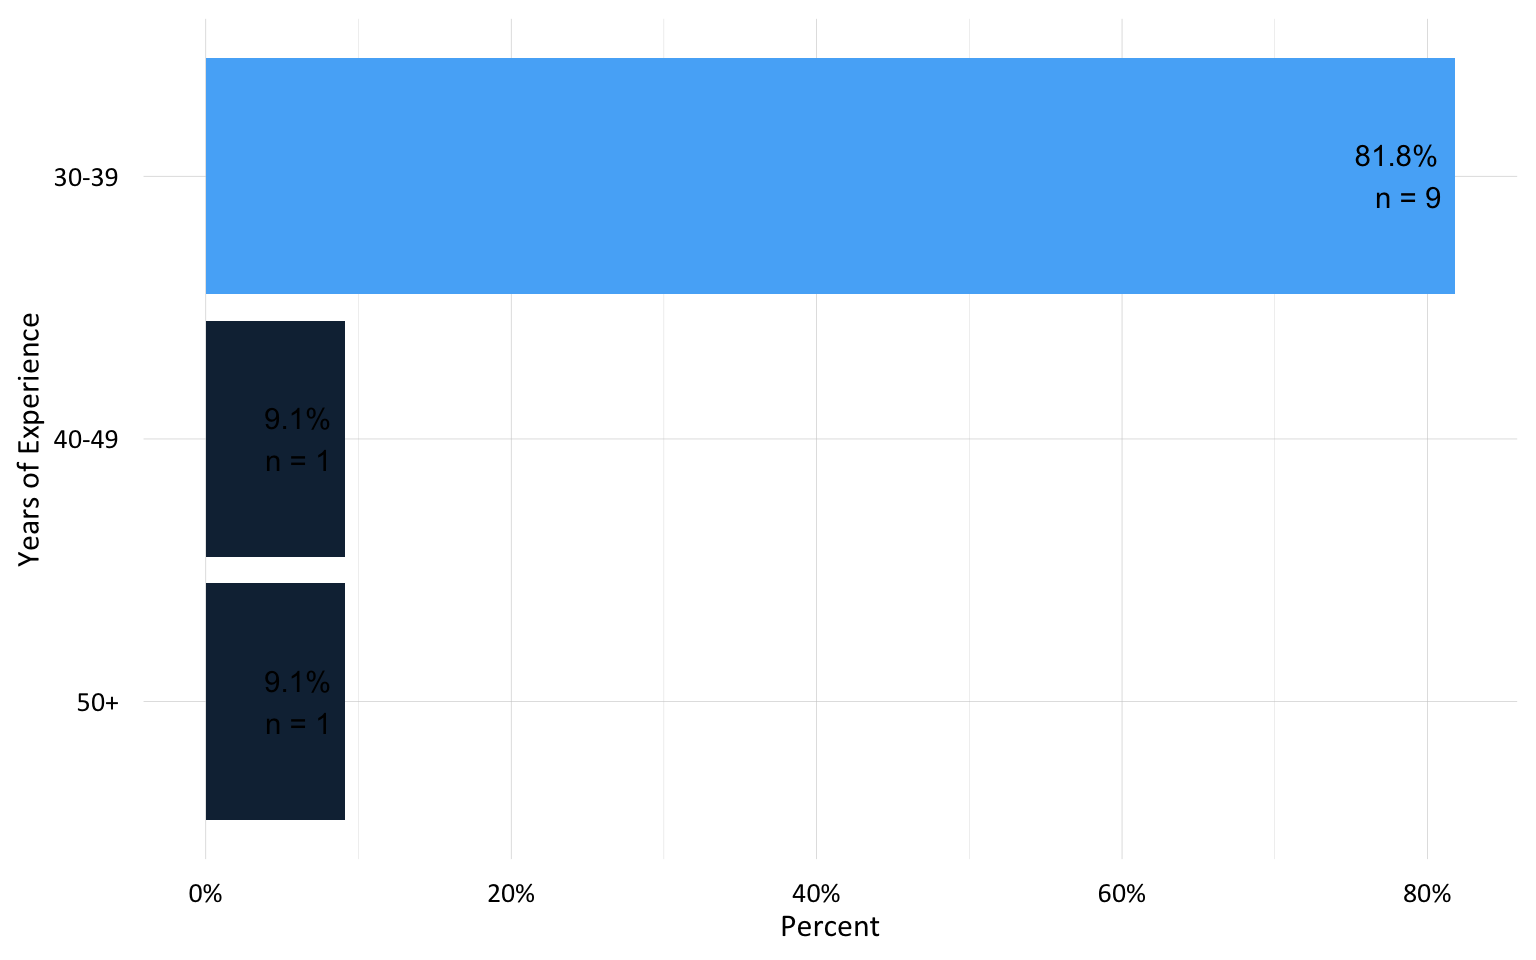 Years of Experience
30-39
81.8%
n = 9
40-49
9.1%
n = 1
50+
9.1%
n = 1
0% 20% 40% 60% 80%
Percent